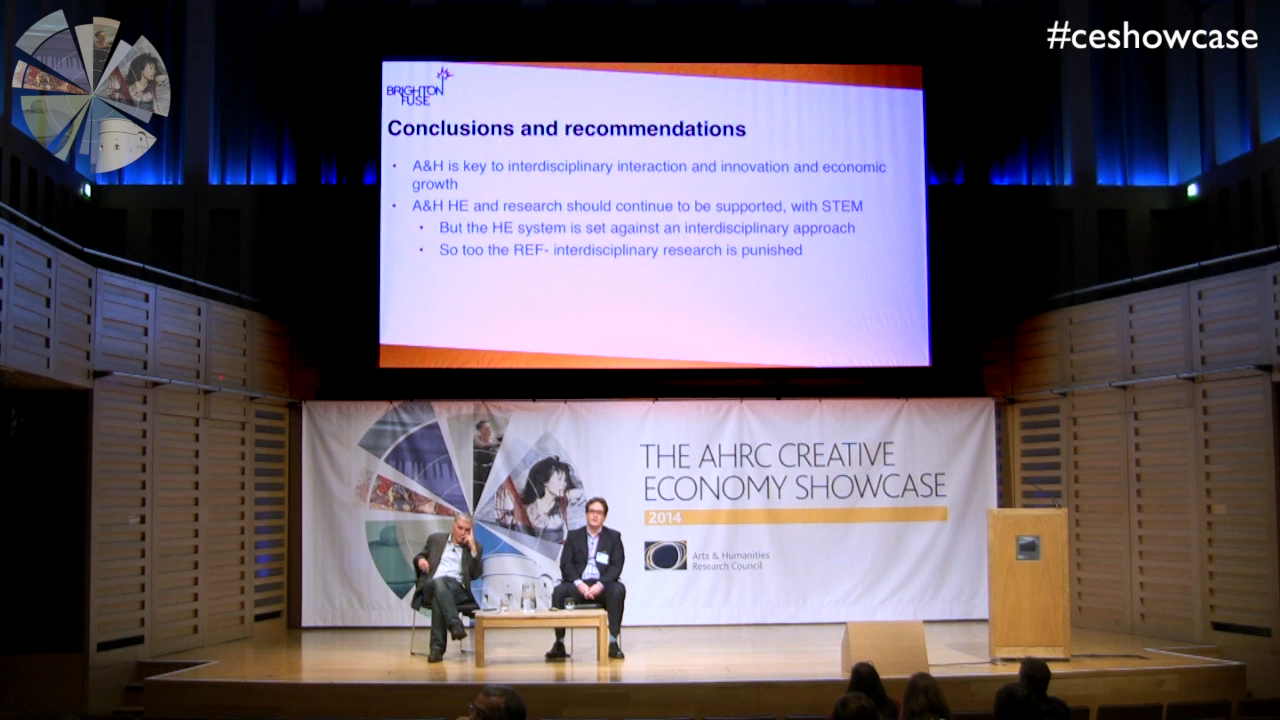 #ceshowcase
BRIGHTON
FUSE
Conclusions and recommendations
• A&H is key to interdisciplinary interaction and innovation and economic
growth
• A&H HE and research should continue to be supported, with STEM
• But the HE system is set against an interdisciplinary approach
• So too the REF- interdisciplinary research is punished
THE AHRC CREATIVE
ECONOMY SHOWCASE
2014
Arts & Humanities
Research Council